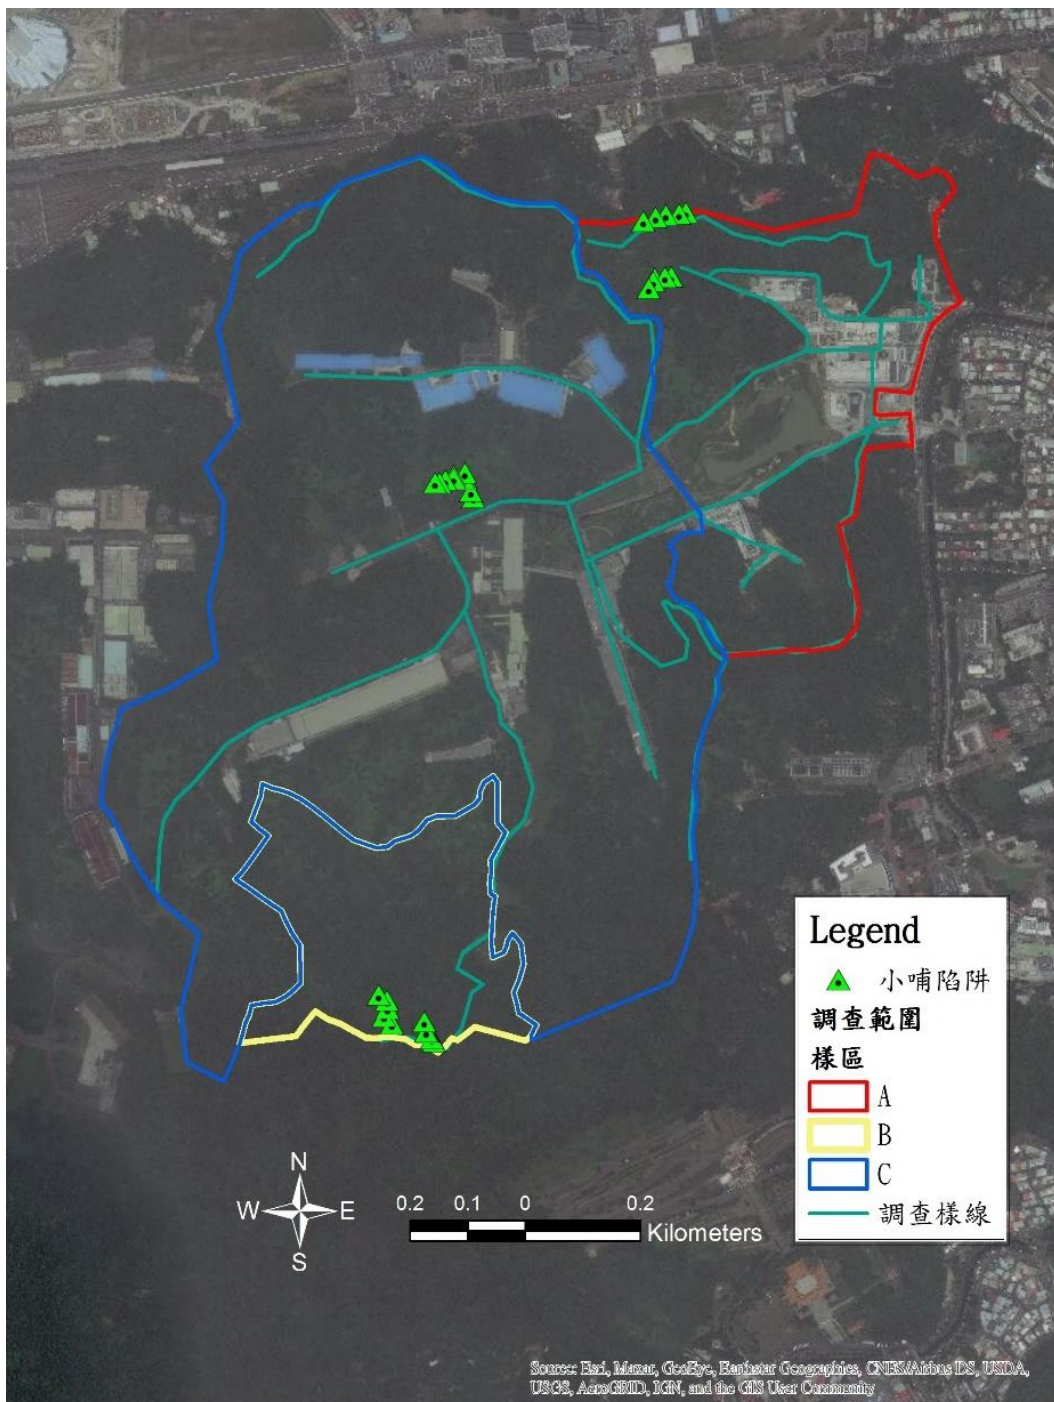 Legend
小哺陷阱
調查範圍
樣區
A
B
C
調查樣線
N
W E
S
0.2 0.1 0 0.2
Kilometers
Source: Esri, Maxar, GeoEye, Earthstar Geographics, CNES/Airbus DS, USDA,
USGS, AeroGRID, IGN, and the GIS User Community